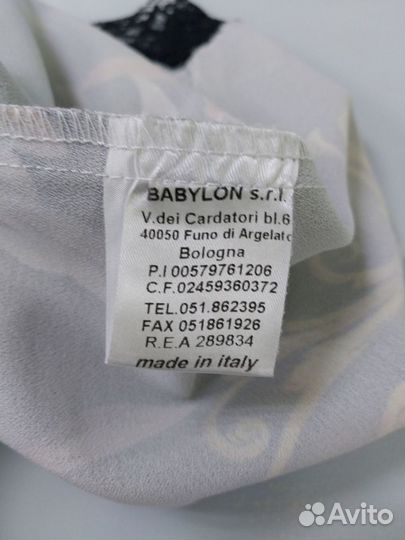 BABYLON s.r.l.
V.dei Cardatori bl.6
40050 Funo di Argelato
Bologna
P.I 00579761206
C.F.02459360372
TEL.051.862395
FAX 051861926
R.E.A 289834
made in italy
Avito